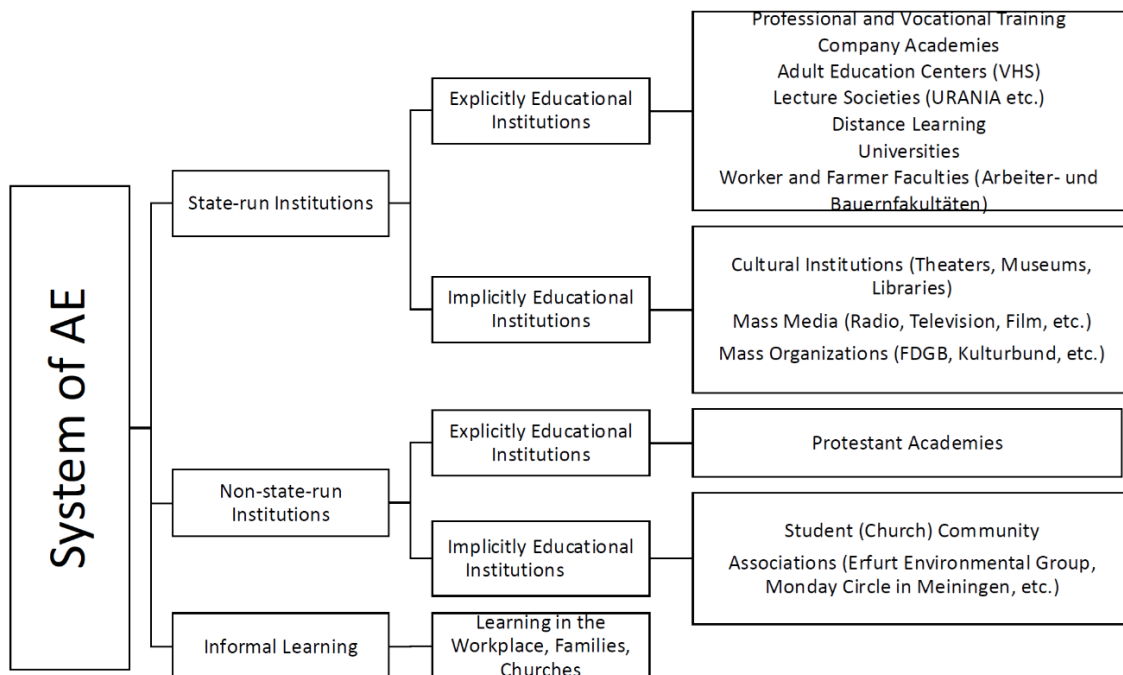 System of AE
State-run Institutions
Explicitly Educational
Institutions
Professional and Vocational Training
Company Academies
Adult Education Centers (VHS)
Lecture Societies (URANIA etc.)
Distance Learning
Universities
Worker and Farmer Faculties (Arbeiter- und
Bauernfakultäten)
Implicitly Educational
Institutions
Cultural Institutions (Theaters, Museums,
Libraries)
Mass Media (Radio, Television, Film, etc.)
Mass Organizations (FDGB, Kulturbund, etc.)
Non-state-run
Institutions
Explicitly Educational
Institutions
Protestant Academies
Implicitly Educational
Institutions
Student (Church) Community
Associations (Erfurt Environmental Group,
Monday Circle in Meiningen, etc.)
Informal Learning
Learning in the
Workplace, Families,
Churches